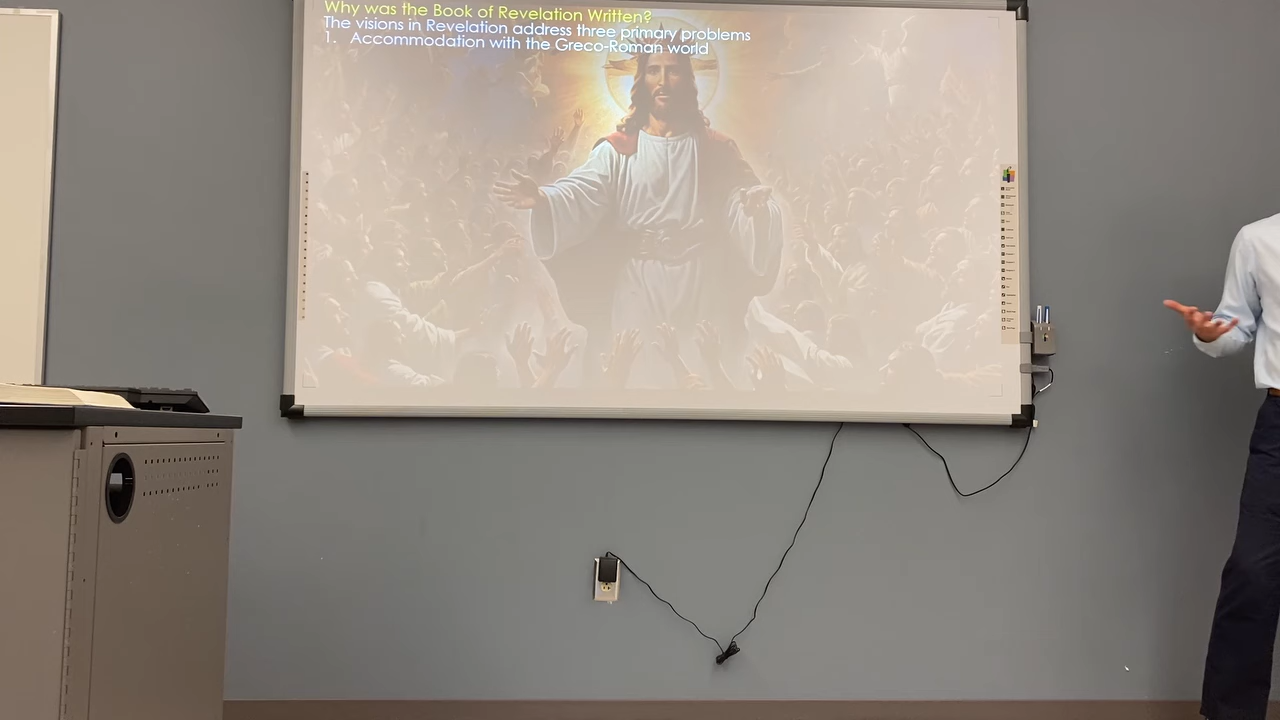 Why was the Book of Revelation Written?
The visions in Revelation address three primary problems
1. Accommodation with the Greco-Roman world